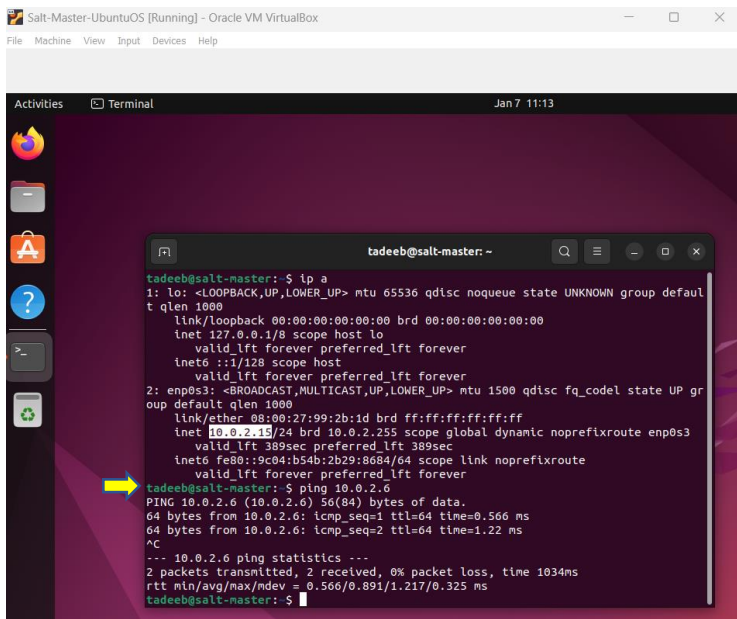 Salt-Master-UbuntuOS [Running] - Oracle VM VirtualBox
File Machine View Input Devices Help
Activities Terminal Jan 7 11:13
tadeeb@salt-master: ~
tadeeb@salt-master:~$ ip a
1: lo: <LOOPBACK,UP,LOWER_UP> mtu 65536 qdisc noqueue state UNKNOWN group defaul
t qlen 1000
link/loopback 00:00:00:00:00:00 brd 00:00:00:00:00:00
inet 127.0.0.1/8 scope host lo
valid_lft forever preferred_lft forever
inet6 ::1/128 scope host
valid_lft forever preferred_lft forever
2: enp0s3: <BROADCAST,MULTICAST,UP,LOWER_UP> mtu 1500 qdisc fq_codel state UP gr
oup default qlen 1000
link/ether 08:00:27:99:2b:1d brd ff:ff:ff:ff:ff:ff
inet 10.0.2.15/24 brd 10.0.2.255 scope global dynamic noprefixroute enp0s3
valid_lft 389sec preferred_lft 389sec
inet6 fe80::9c04:b54b:2b29:8684/64 scope link noprefixroute
valid_lft forever preferred_lft forever
tadeeb@salt-master:~$ ping 10.0.2.6
PING 10.0.2.6 (10.0.2.6) 56(84) bytes of data.
64 bytes from 10.0.2.6: icmp_seq=1 ttl=64 time=0.566 ms
64 bytes from 10.0.2.6: icmp_seq=2 ttl=64 time=1.22 ms
^C
--- 10.0.2.6 ping statistics ---
2 packets transmitted, 2 received, 0% packet loss, time 1034ms
rtt min/avg/max/mdev = 0.566/0.891/1.217/0.325 ms
tadeeb@salt-master:~$